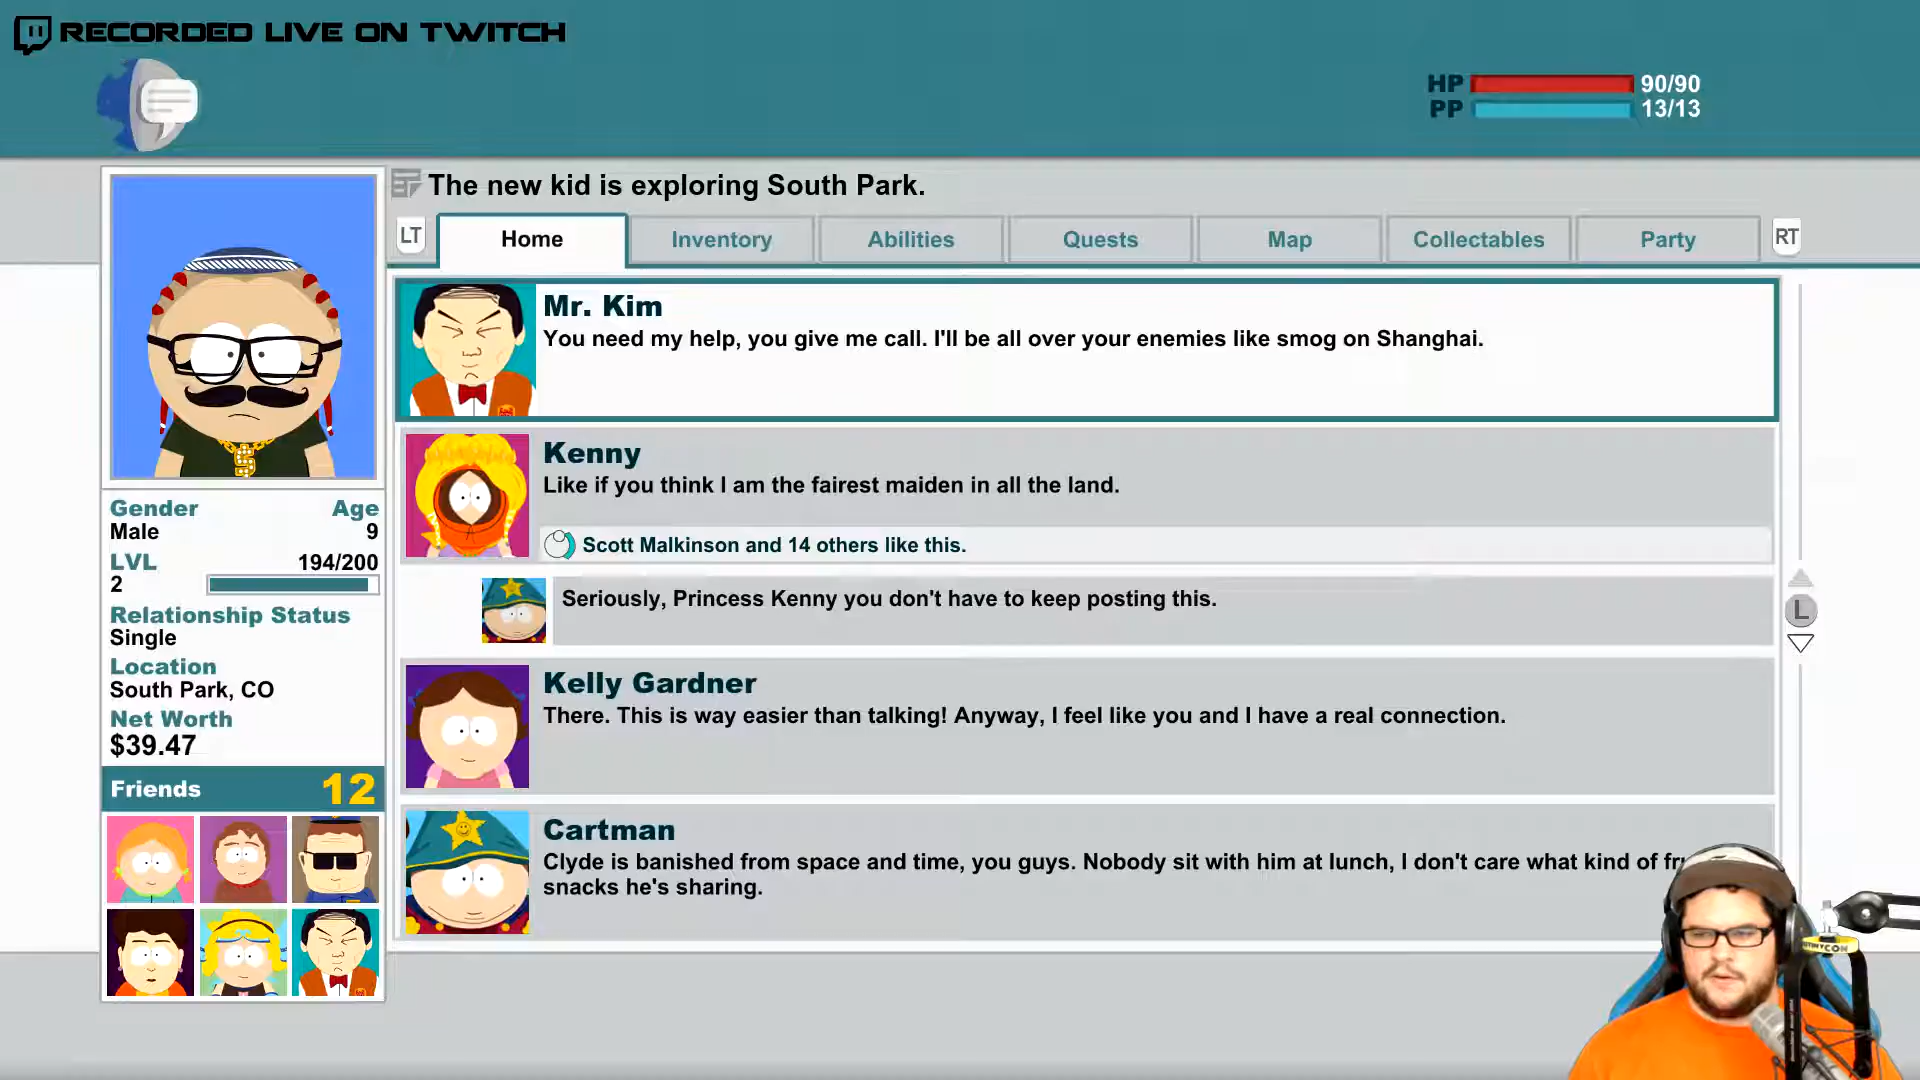 RECORDED LIVE ON TWITCH
HP 90/90
PP 13/13
The new kid is exploring South Park.
LT Home Inventory Abilities Quests Map Collectables Party RT
Mr. Kim
You need my help, you give me call. I'll be all over your enemies like smog on Shanghai.
Kenny
Like if you think I am the fairest maiden in all the land.
Scott Malkinson and 14 others like this.
Seriously, Princess Kenny you don't have to keep posting this.
Kelly Gardner
There. This is way easier than talking! Anyway, I feel like you and I have a real connection.
Cartman
Clyde is banished from space and time, you guys. Nobody sit with him at lunch, I don't care what kind of
snacks he's sharing.
Gender Age
Male 9
LVL 194/200
2
Relationship Status
Single
Location
South Park, CO
Net Worth
$39.47
Friends 12
L